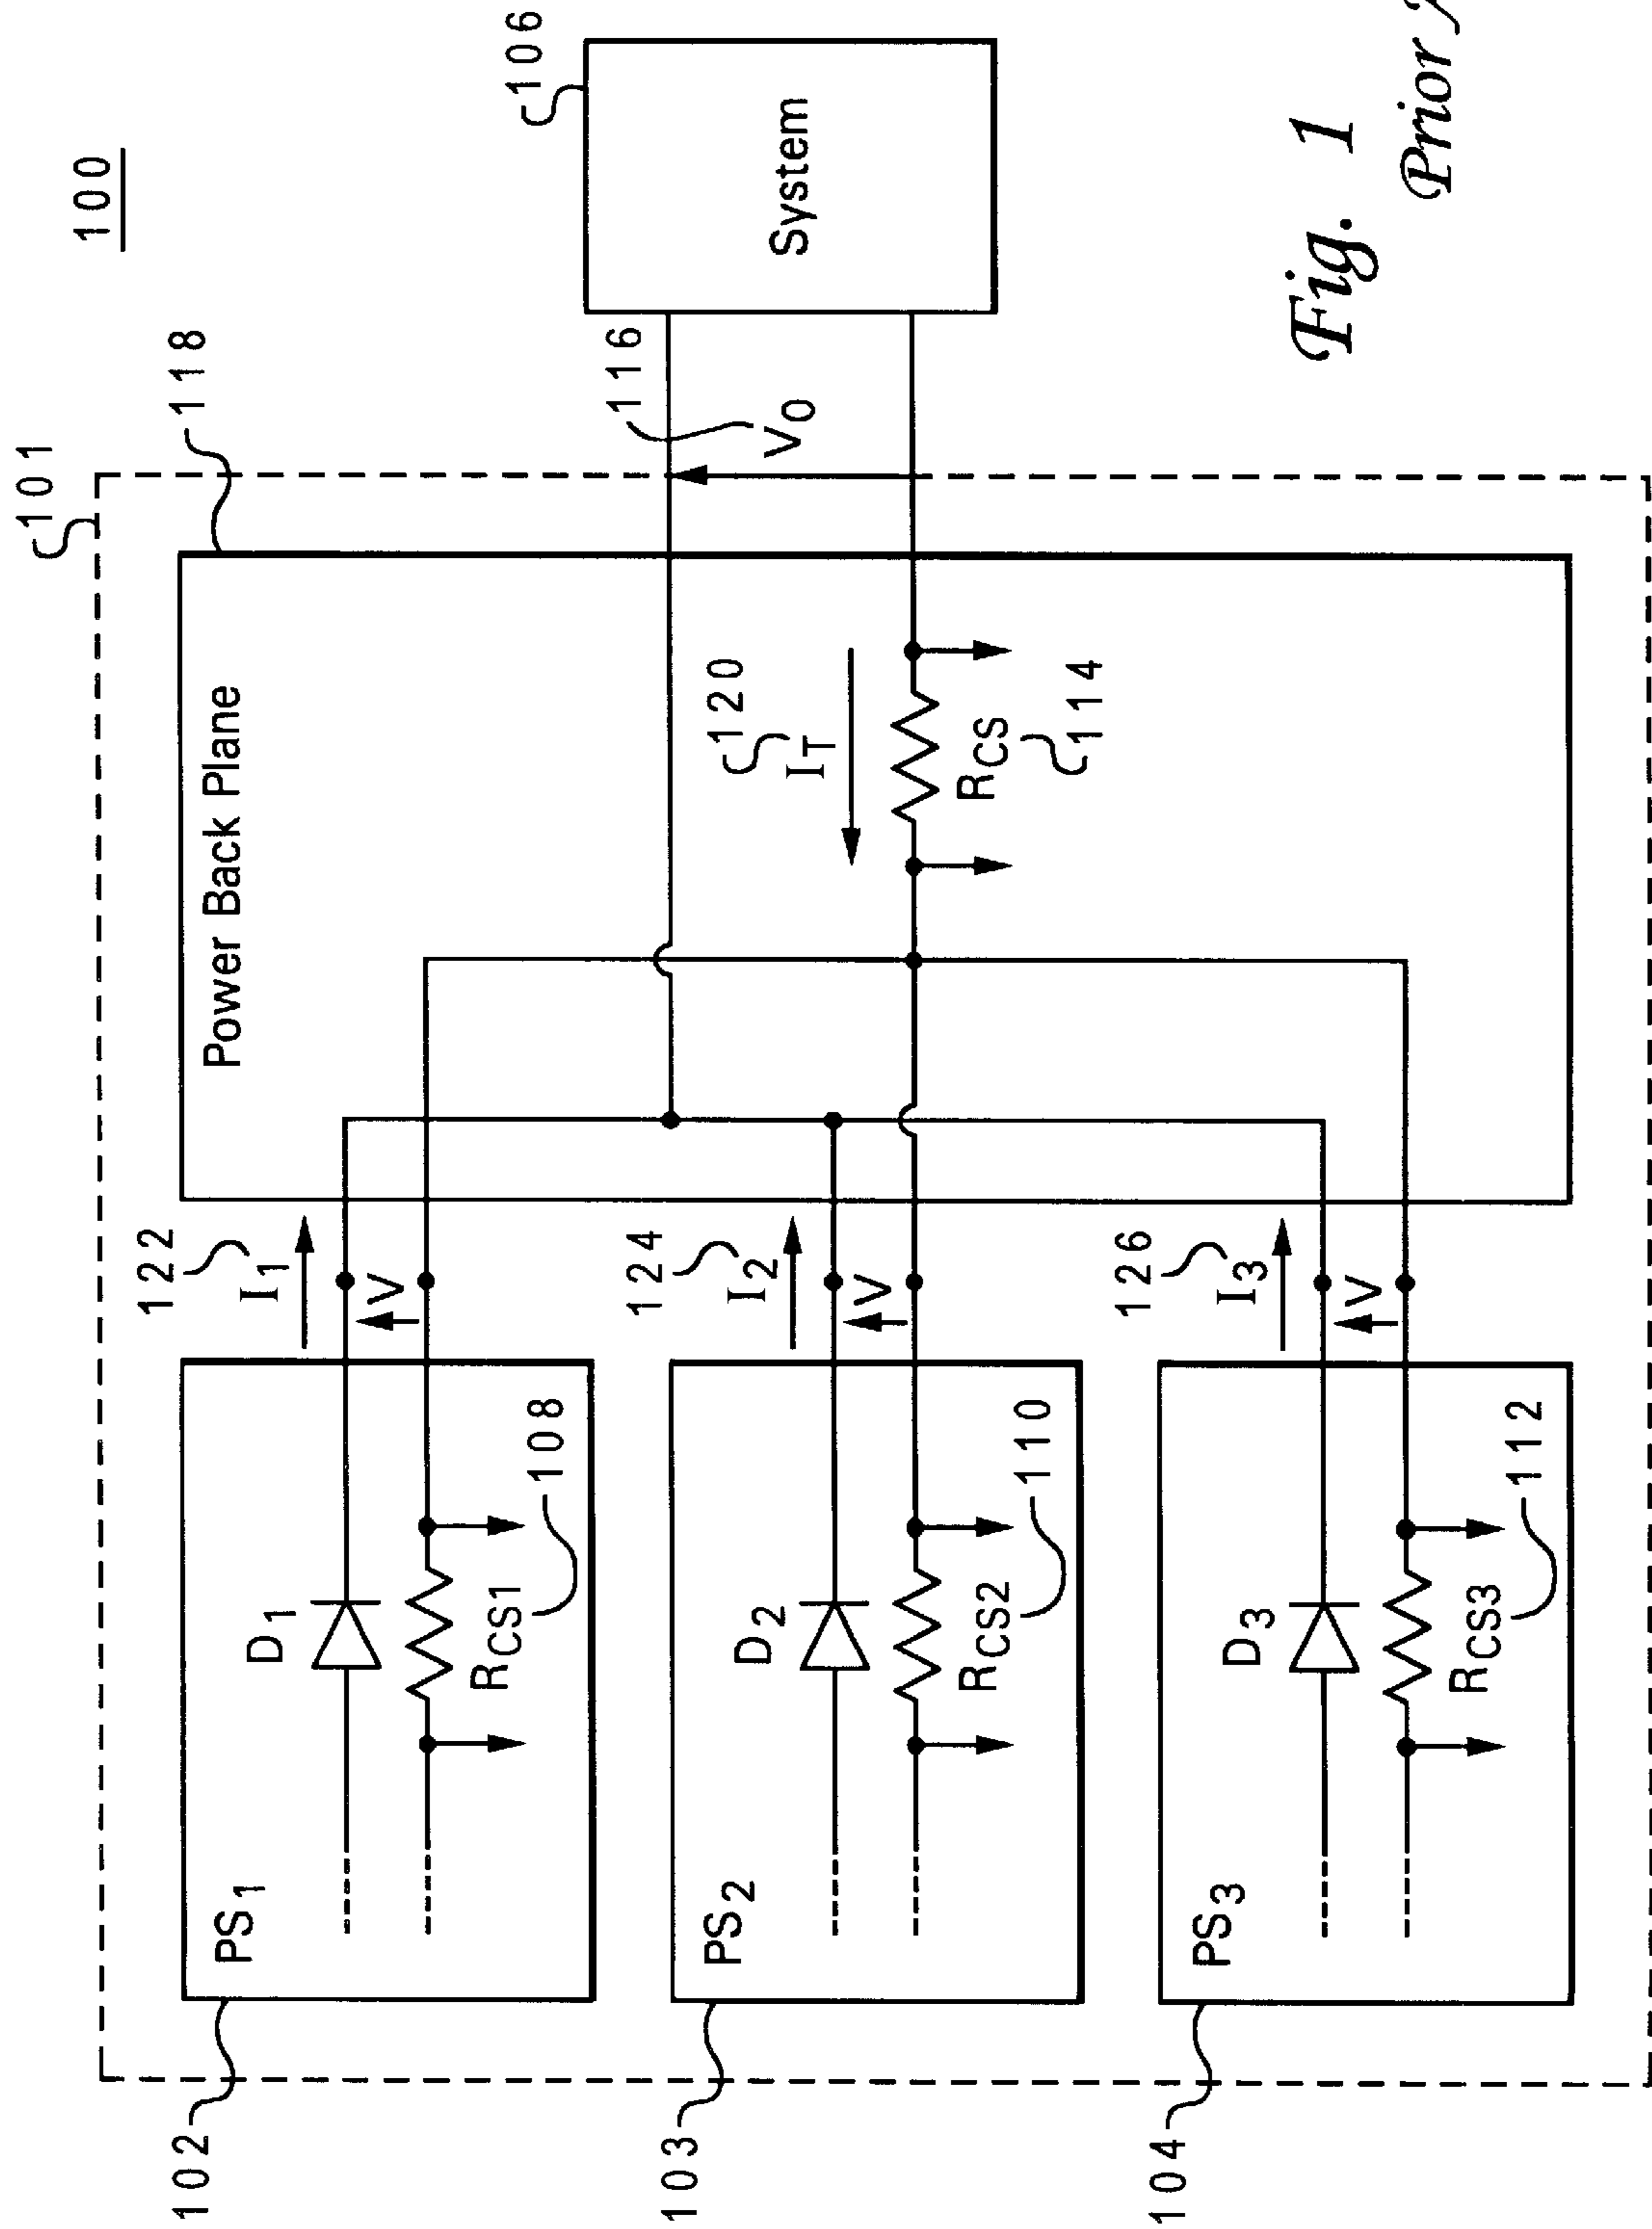 100
101
118
106
Power Back Plane
System
116
V0
120
IT
RCS
114
102
PS1
D1
RCS1
108
122
I1
V
103
PS2
D2
RCS2
110
124
I2
V
104
PS3
D3
RCS3
112
126
I3
V
Fig. 1
Prior